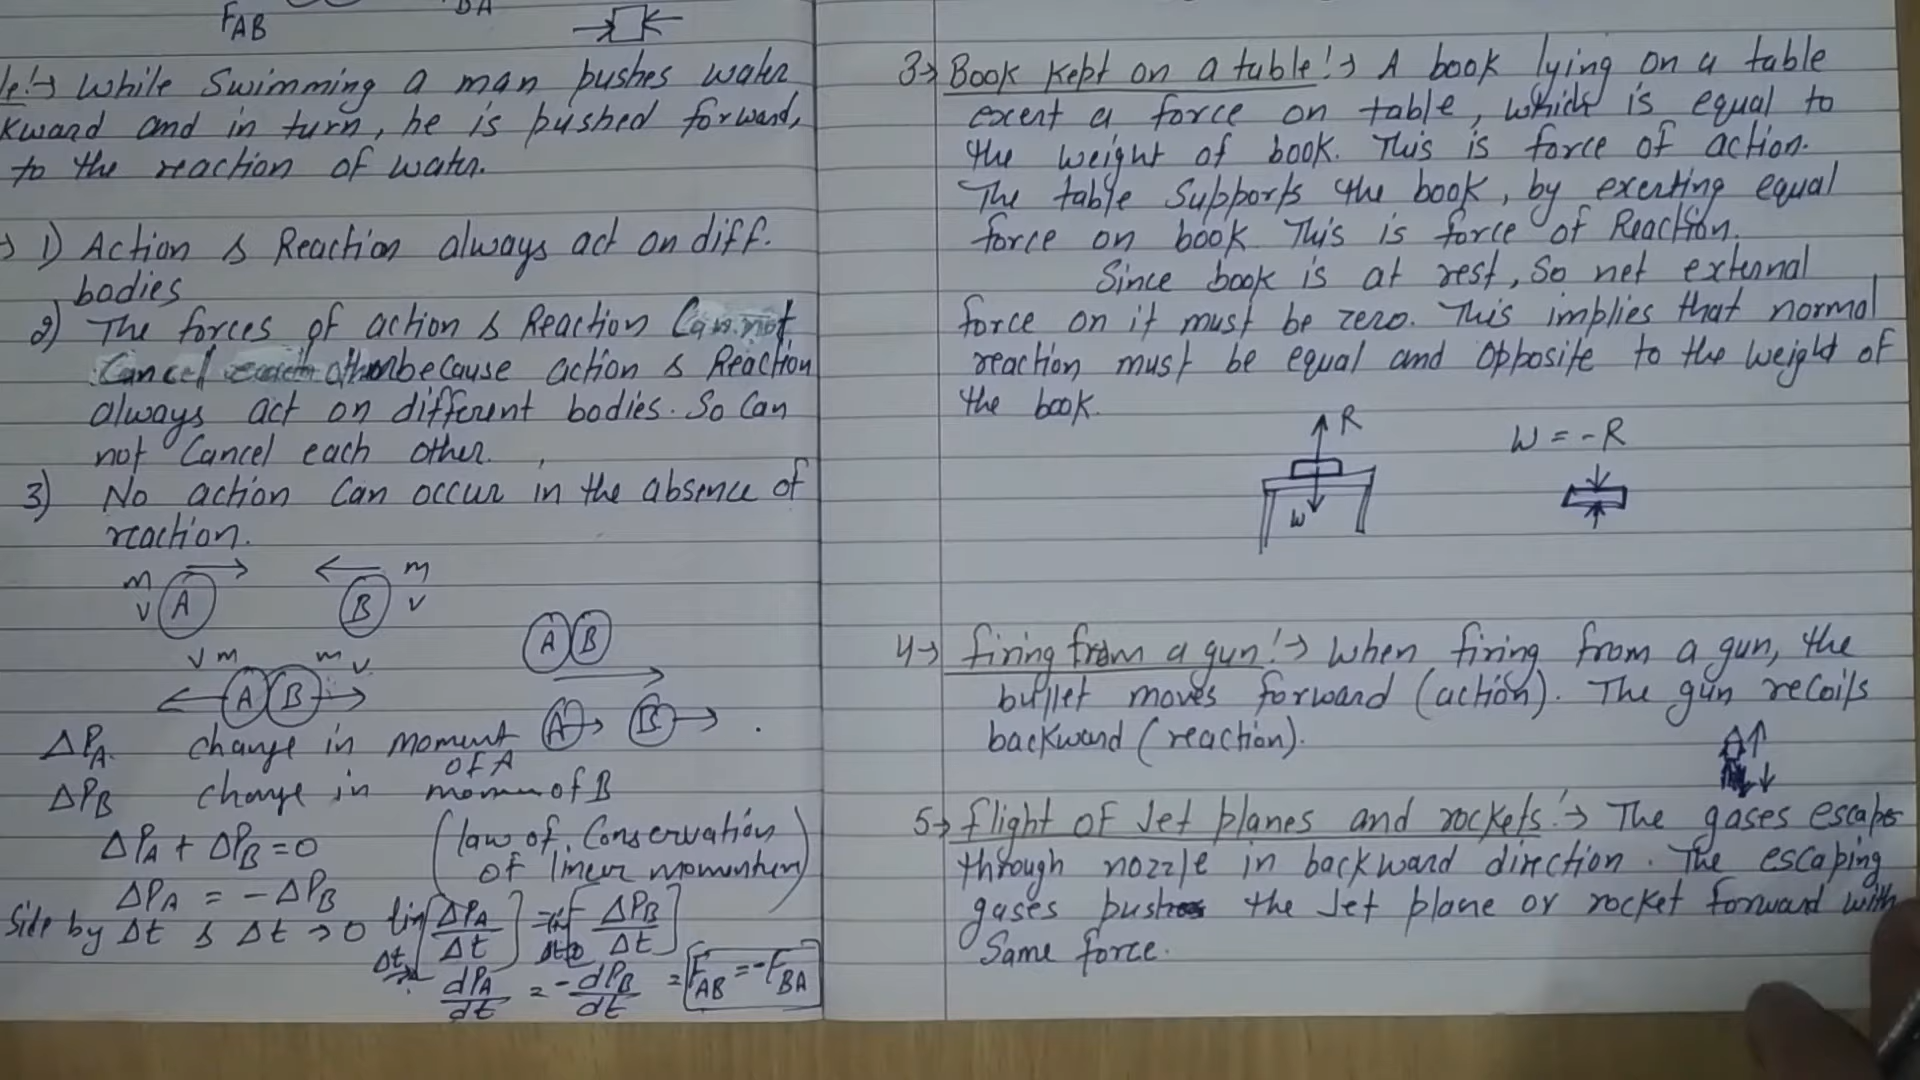 F AB
BA
le:→ While Swimming a man pushes water
kward and in turn, he is pushed forward,
to the reaction of water.
→ 1) Action & Reaction always act on diff.
bodies
2) The forces of action & Reaction Can not
Cancel each other because action & Reaction
always act on different bodies. So Can
not Cancel each other.
3) No action Can occur in the absence of
reaction.
m m
v A B v
v m m v
A B
A B
A B
ΔPA. change in moment
of A
ΔPB change in momen of B
ΔPA + ΔPB = 0 (law of Conservation
of linear momentum)
ΔPA = -ΔPB
Side by Δt & Δt → 0 lim [ΔPA/Δt] = [ΔPB/Δt]
Δt
dPA/dt = -dPB/dt = FAB = -FBA
3→ Book kept on a table:→ A book lying on a table
exert a force on table, which is equal to
the weight of book. This is force of action.
The table Supports the book, by exerting equal
force on book This is force of Reaction.
Since book is at rest, So net external
force on it must be zero. This implies that normal
reaction must be equal and Opposite to the weight of
the book.
R
W = -R
W
4→ firing from a gun:→ When firing from a gun, the
bullet moves forward (action). The gun recoils
backward (reaction).
5→ flight of Jet planes and rockets:→ The gases escape
through nozzle in backward direction. The escaping
gases push the Jet plane or rocket forward with
Same force.